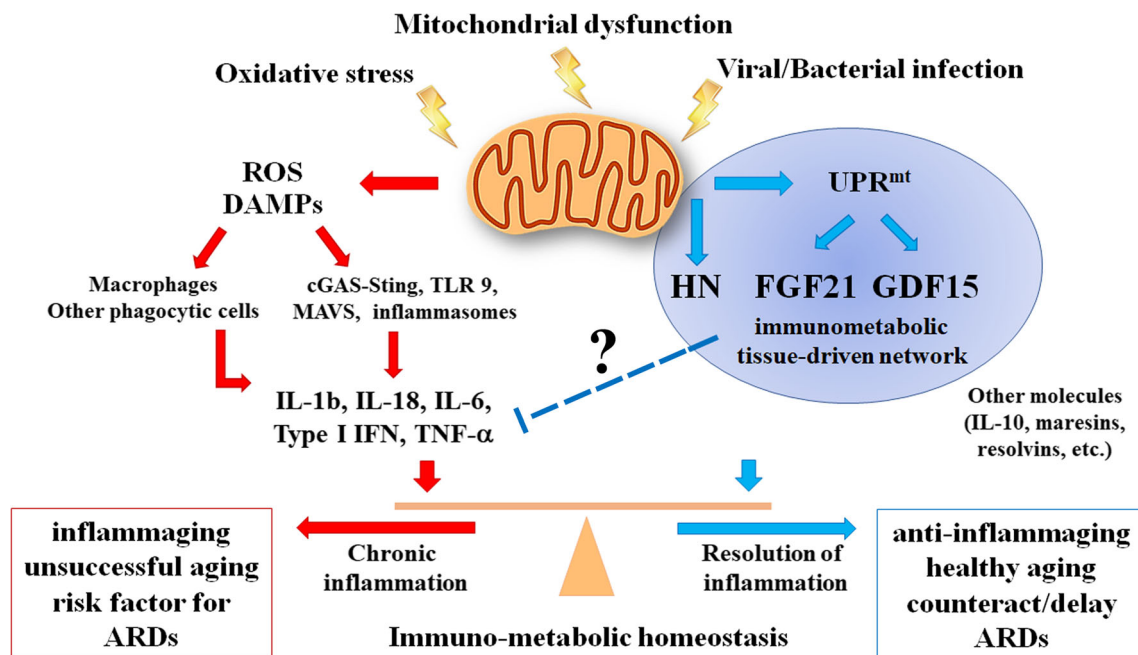 Mitochondrial dysfunction
Oxidative stress
Viral/Bacterial infection
ROS
DAMPs
UPRmt
Macrophages
Other phagocytic cells
cGAS-Sting, TLR 9,
MAVS, inflammasomes
HN
FGF21
GDF15
immunometabolic
tissue-driven network
?
IL-1b, IL-18, IL-6,
Type I IFN, TNF-α
Other molecules
(IL-10, maresins,
resolvins, etc.)
inflammaging
unsuccessful aging
risk factor for
ARDs
Chronic
inflammation
Resolution of
inflammation
anti-inflammaging
healthy aging
counteract/delay
ARDs
Immuno-metabolic homeostasis